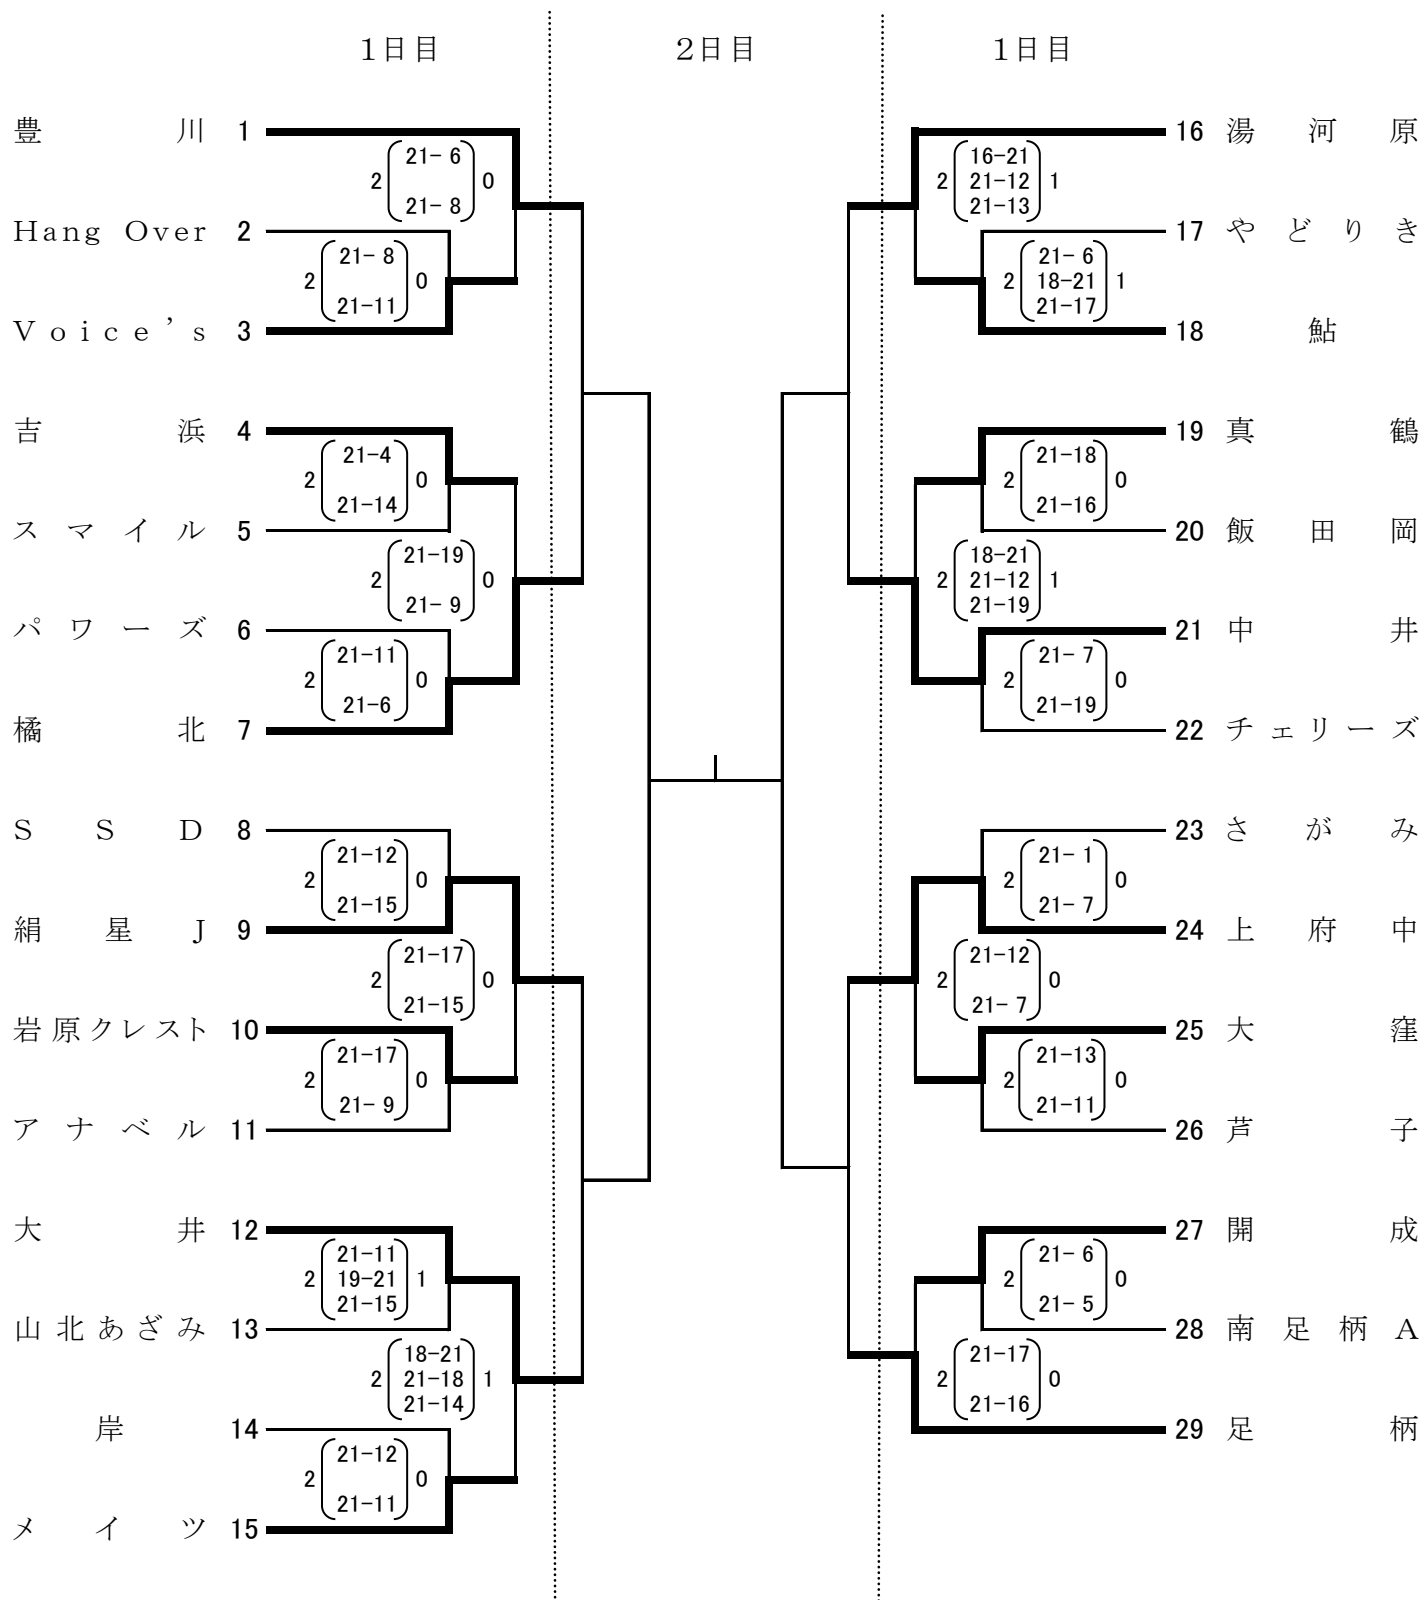 1日目 2日目 1日目
豊川 1 16 湯河原
21- 6 16-21
2 0 2 21-12 1
21- 8 21-13
Hang Over 2 17 やどりき
21- 8 21- 6
2 0 2 18-21 1
21-11 21-17
Voice's 3 18 鮎
吉浜 4 19 真鶴
21-4 21-18
2 0 2 0
21-14 21-16
スマイル 5 20 飯田岡
21-19 18-21
2 0 2 21-12 1
21- 9 21-19
パワーズ 6 21 中井
21-11 21- 7
2 0 2 0
21-6 21-19
橘北 7 22 チェリーズ
SSD 8 23 さがみ
21-12 21- 1
2 0 2 0
21-15 21- 7
絹星J 9 24 上府中
21-17 21-12
2 0 2 0
21-15 21- 7
岩原クレスト 10 25 大窪
21-17 21-13
2 0 2 0
21- 9 21-11
アナベル 11 26 芦子
大井 12 27 開成
21-11 21- 6
2 19-21 1 2 0
21-15 21- 5
山北あざみ 13 28 南足柄A
18-21 21-17
2 21-18 1 2 0
21-14 21-16
岸 14 29 足柄
21-12
2 0
21-11
メイツ 15